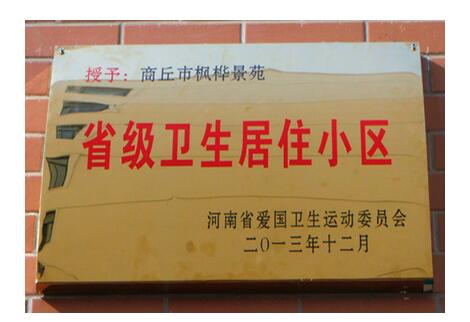 授予：商丘市枫桦景苑
省级卫生居住小区
河南省爱国卫生运动委员会
二〇一三年十二月